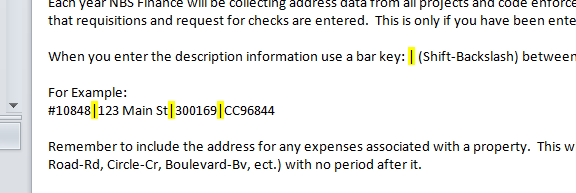 Each year NBS Finance will be collecting address data from all projects and code enforce
that requisitions and request for checks are entered. This is only if you have been ente
When you enter the description information use a bar key: | (Shift-Backslash) between
For Example:
#10848|123 Main St|300169|CC96844
Remember to include the address for any expenses associated with a property. This w
Road-Rd, Circle-Cr, Boulevard-Bv, ect.) with no period after it.